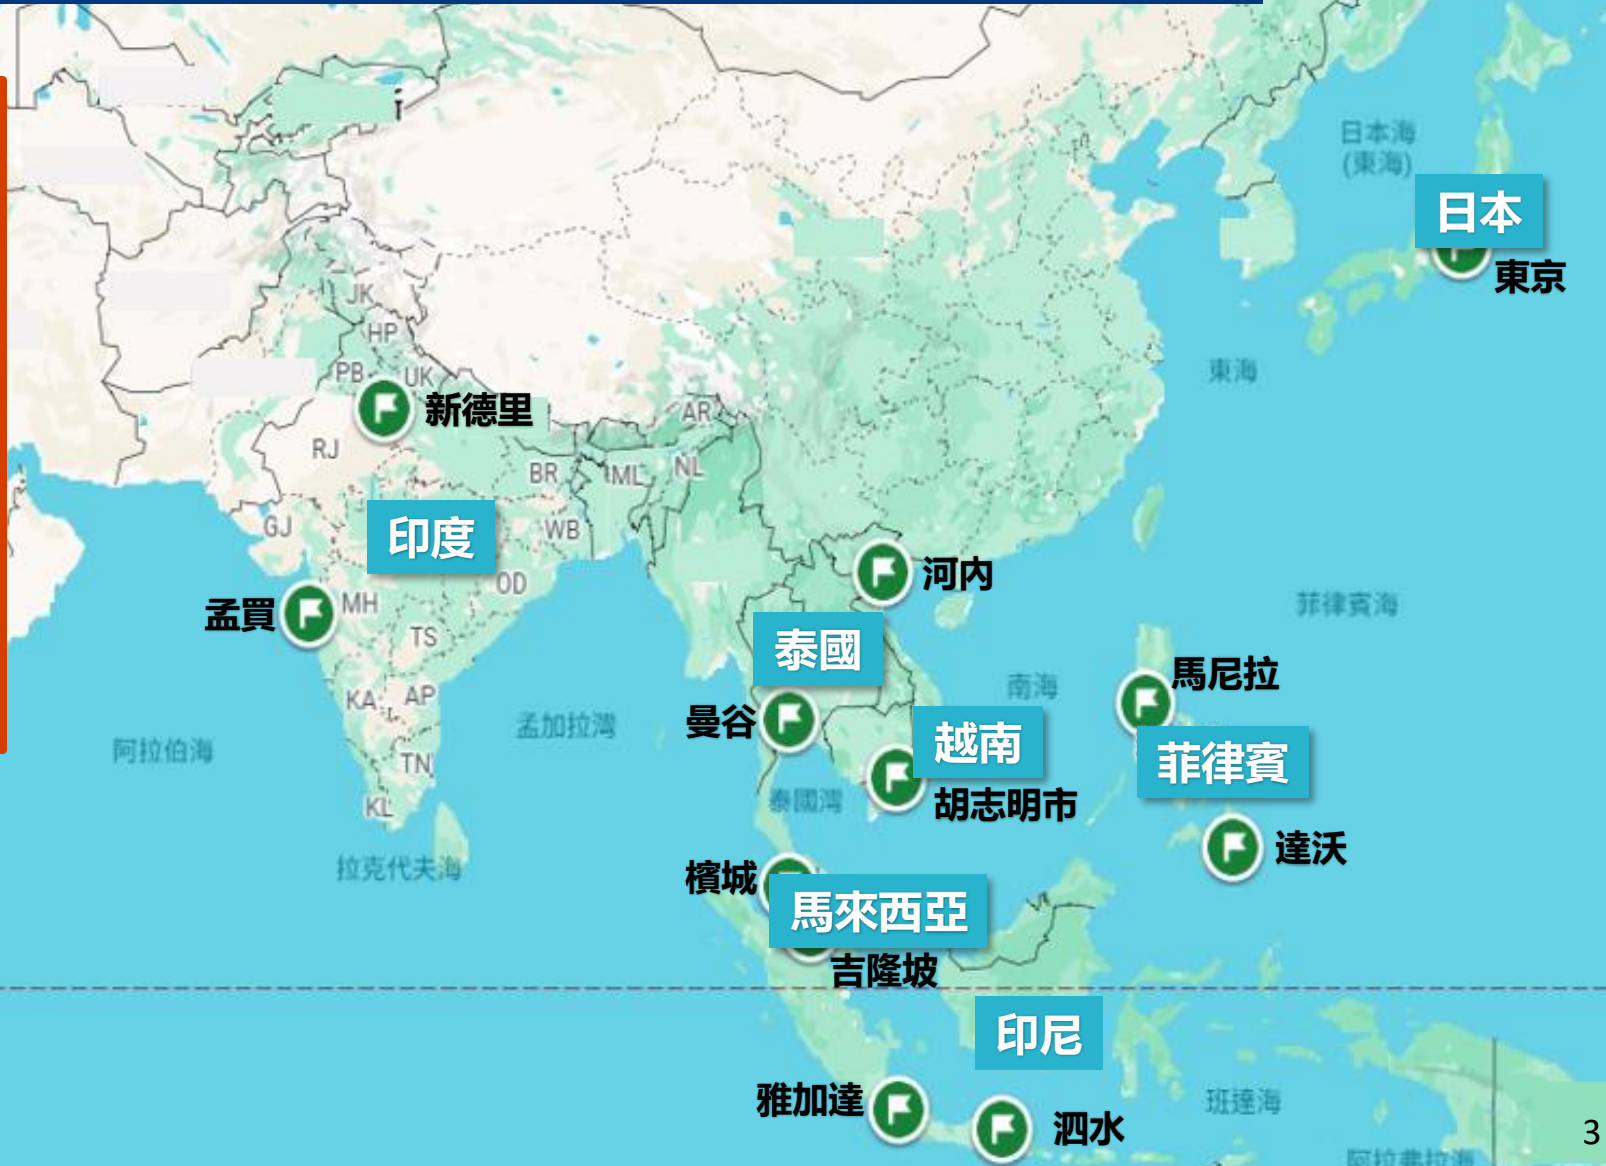 日本海
(東海)
日本
東京
JK
HP
PB
UK
東海
新德里
AR
RJ
BR
ML
NL
印度
GJ
WB
河內
OD
孟買
MH
菲律賓海
TS
泰國
馬尼拉
南海
KA
AP
曼谷
孟加拉灣
越南
阿拉伯海
菲律賓
TN
泰國灣
胡志明市
KL
達沃
拉克代夫海
檳城
馬來西亞
吉隆坡
印尼
雅加達
班達海
泗水
3
阿拉弗拉海